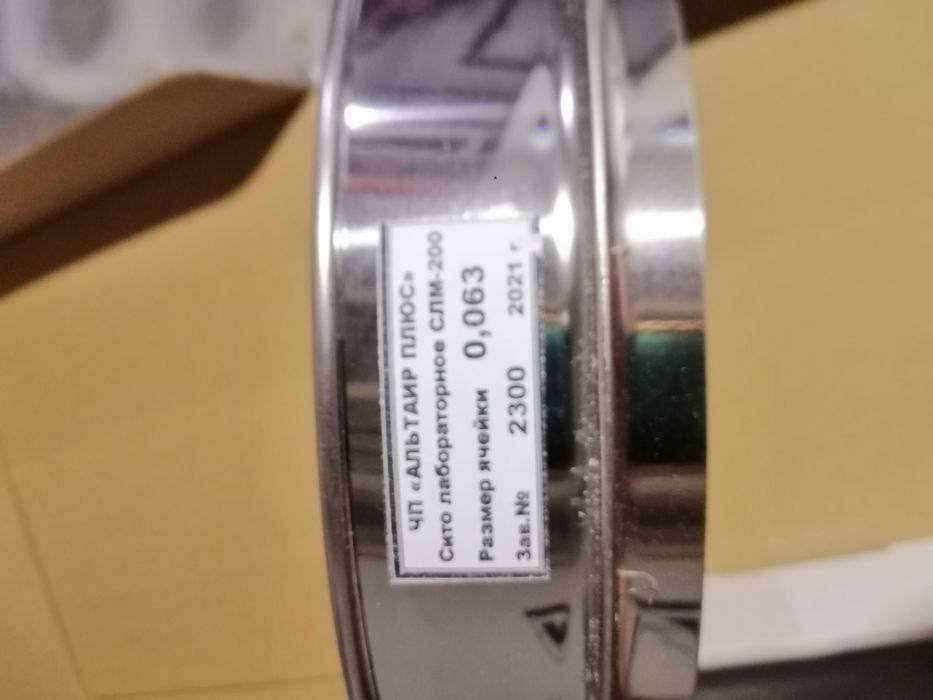 ЧП «АЛЬТАИР ПЛЮС»
Сито лабораторное СЛМ-200
Размер ячейки 0,063
Зав.№ 2300 2021 г.